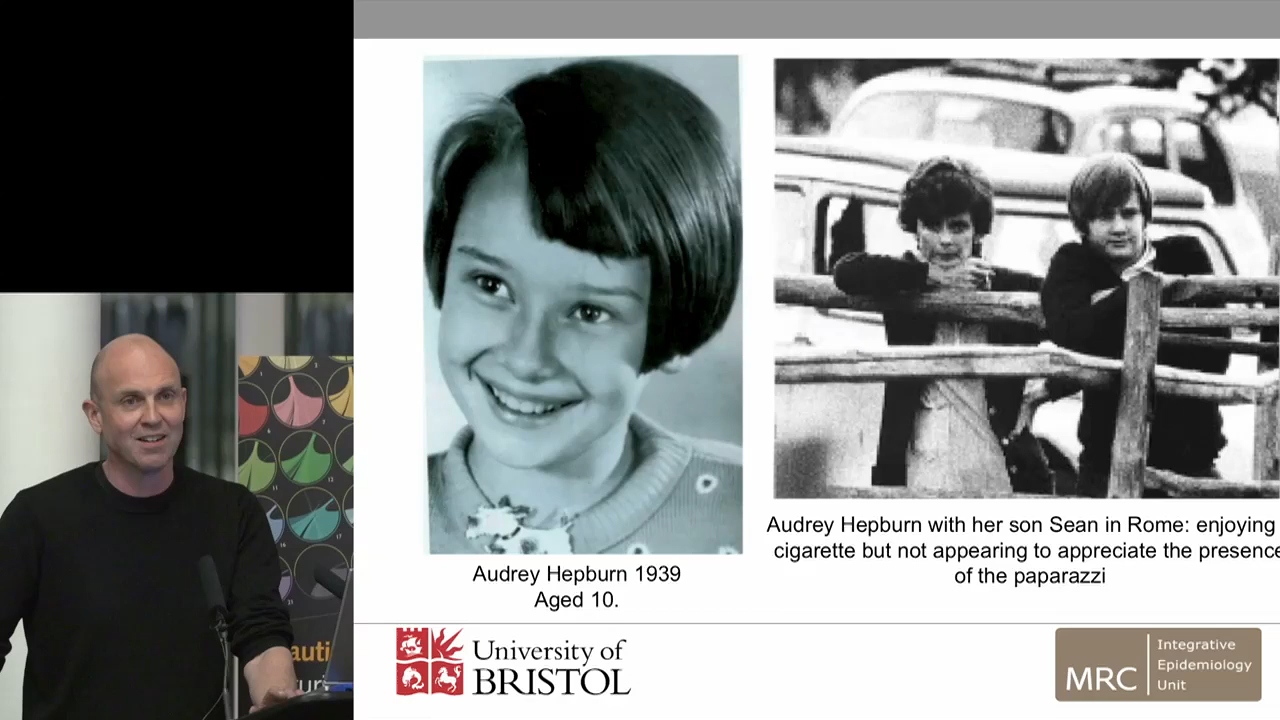 Audrey Hepburn 1939
Aged 10.
Audrey Hepburn with her son Sean in Rome: enjoying
cigarette but not appearing to appreciate the presence
of the paparazzi
University of
BRISTOL
MRC
Integrative
Epidemiology
Unit